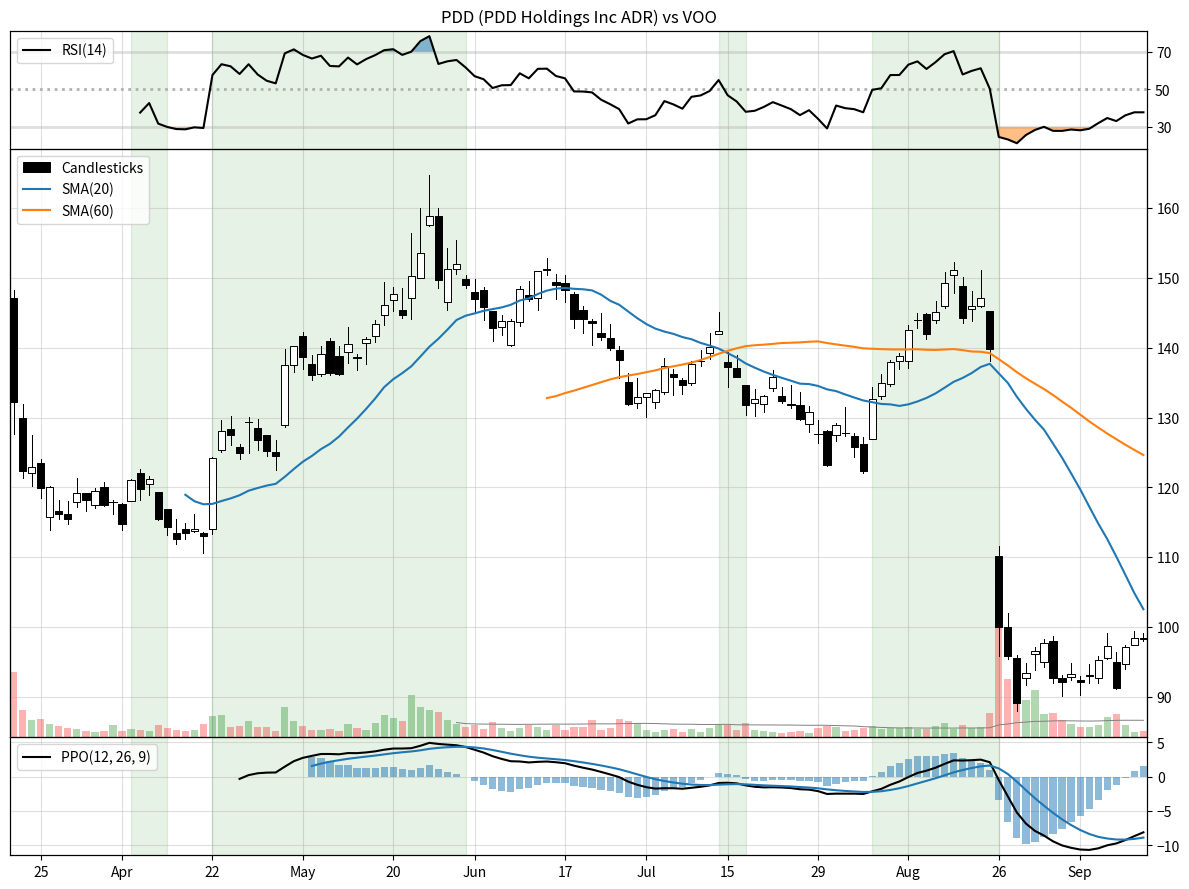 PDD (PDD Holdings Inc ADR) vs VOO
RSI(14)
70
50
30
Candlesticks
SMA(20)
SMA(60)
160
150
140
130
120
110
100
90
PPO(12, 26, 9)
5
0
−5
−10
25 Apr 22 May 20 Jun 17 Jul 15 29 Aug 26 Sep